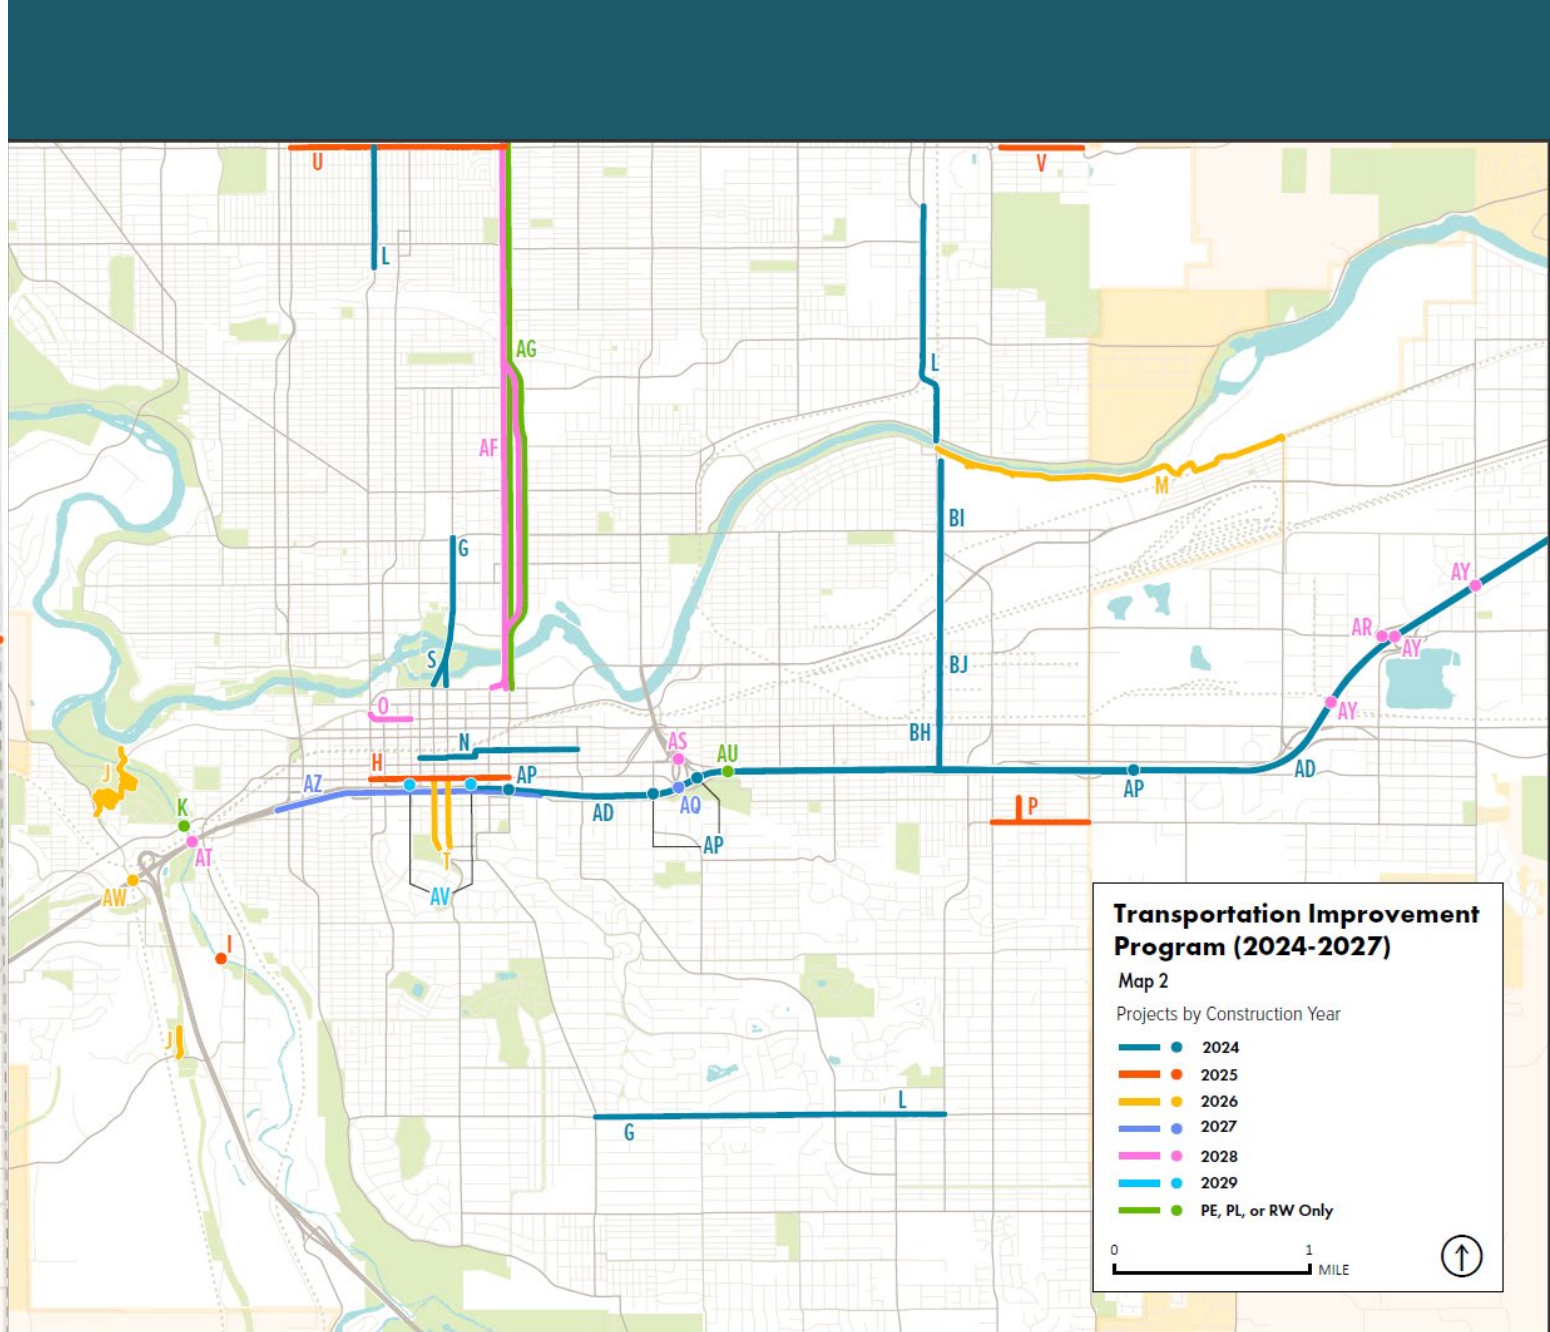 U
V
L
AG
L
AF
M
BI
G
AY
AR
AY
S
BJ
O
AY
BH
N
AS
AU
H
AP
AD
J
AZ
AP
AQ
AD
K
P
AP
AT
T
AW
AV
I
J
L
G
Transportation Improvement
Program (2024-2027)
Map 2
Projects by Construction Year
2024
2025
2026
2027
2028
2029
PE, PL, or RW Only
0 1
MILE